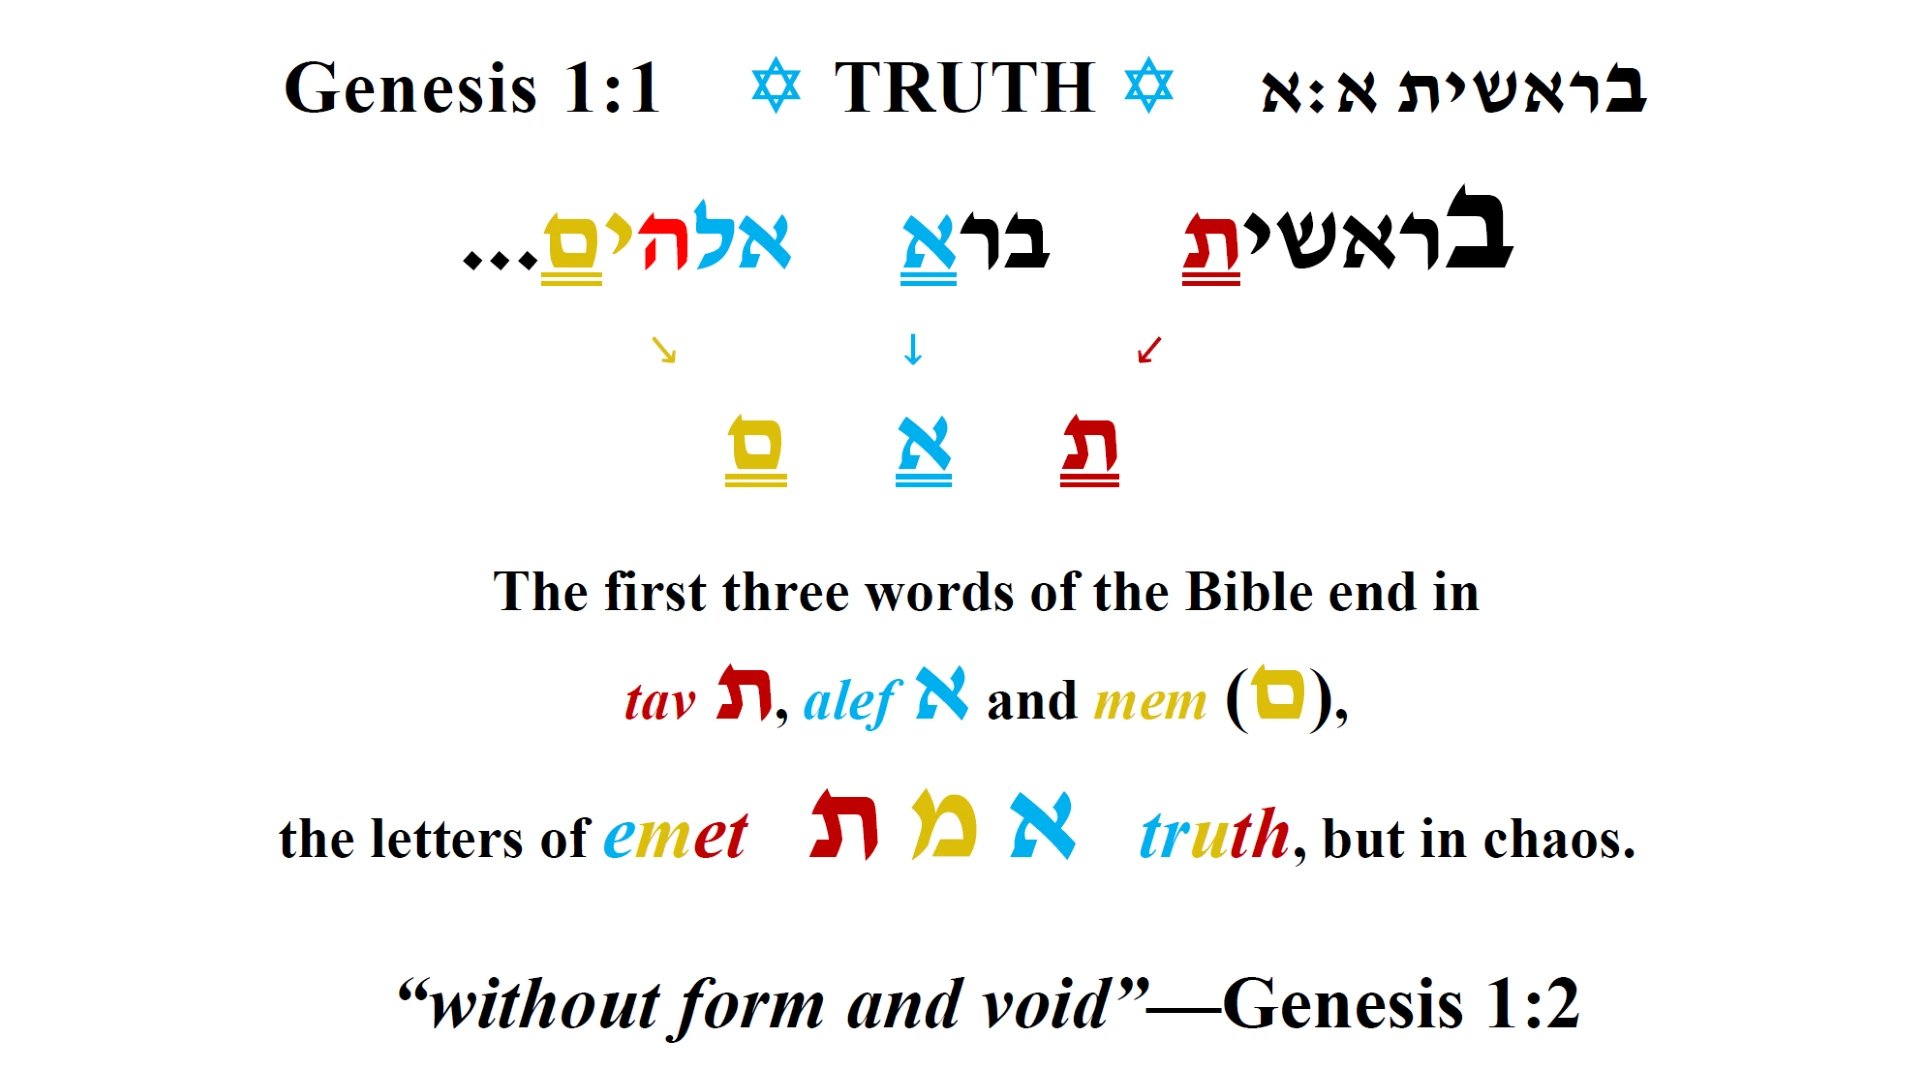 Genesis 1:1 ✡ TRUTH ✡ בראשית א:א
בראשית ברא אלהים...
↙ ↓ ↘
ת א ם
The first three words of the Bible end in
tav ת, alef א and mem (ם),
the letters of emet א מ ת truth, but in chaos.
“without form and void”—Genesis 1:2